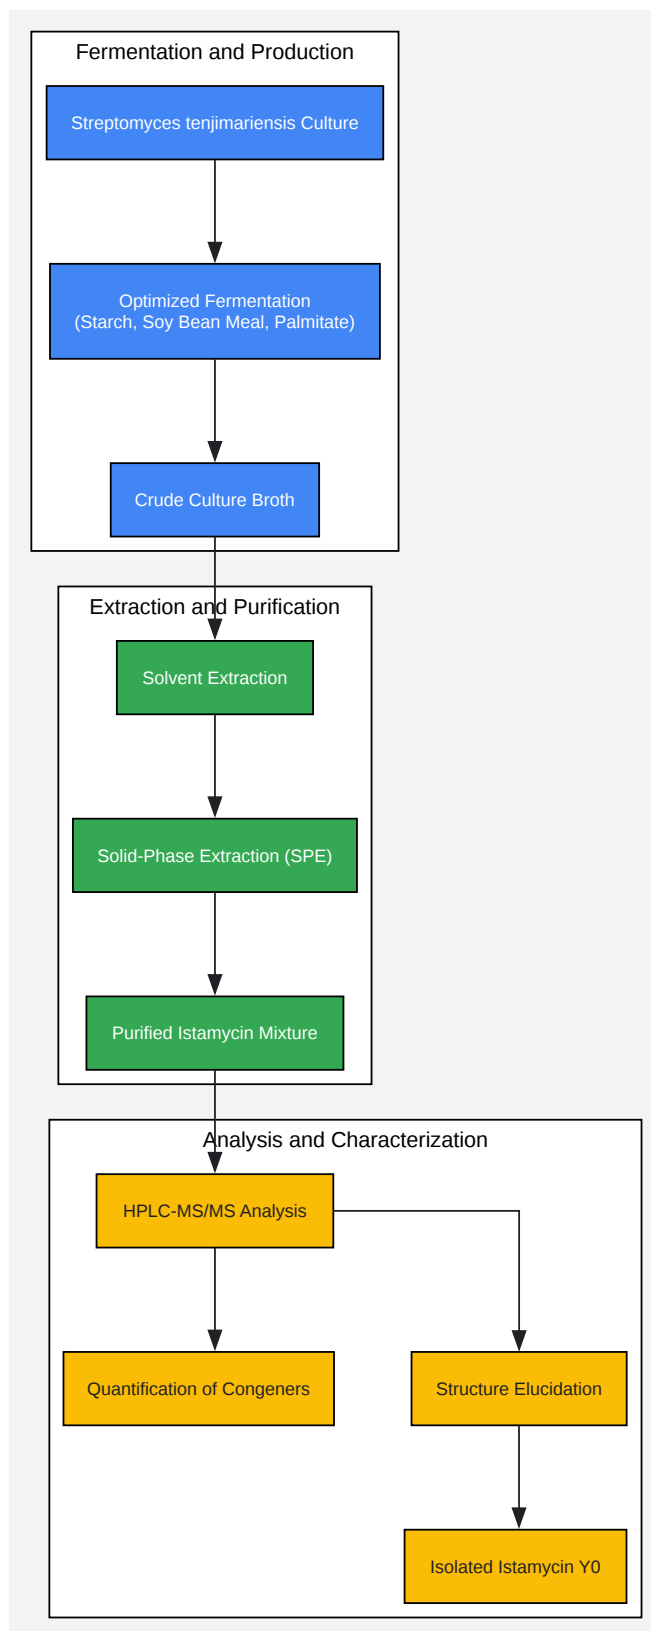 Fermentation and Production
Streptomyces tenjimariensis Culture
Optimized Fermentation
(Starch, Soy Bean Meal, Palmitate)
Crude Culture Broth
Extraction and Purification
Solvent Extraction
Solid-Phase Extraction (SPE)
Purified Istamycin Mixture
Analysis and Characterization
HPLC-MS/MS Analysis
Quantification of Congeners
Structure Elucidation
Isolated Istamycin Y0